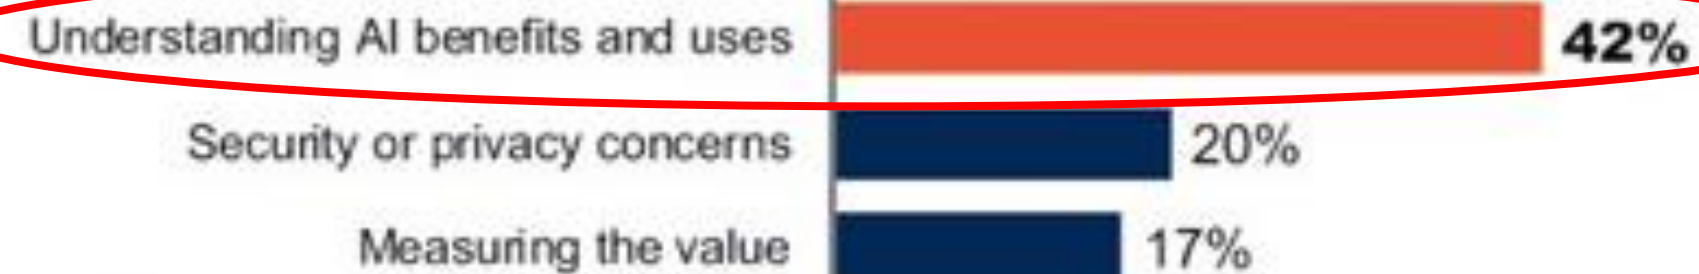 Understanding AI benefits and uses 42%
Security or privacy concerns 20%
Measuring the value 17%